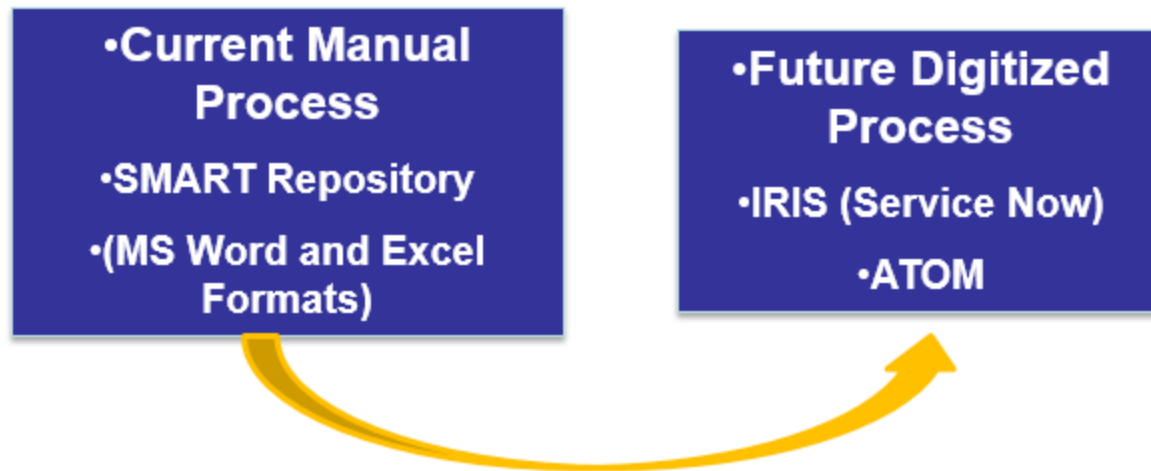 •Current Manual
Process
•SMART Repository
•(MS Word and Excel
Formats)
•Future Digitized
Process
•IRIS (Service Now)
•ATOM